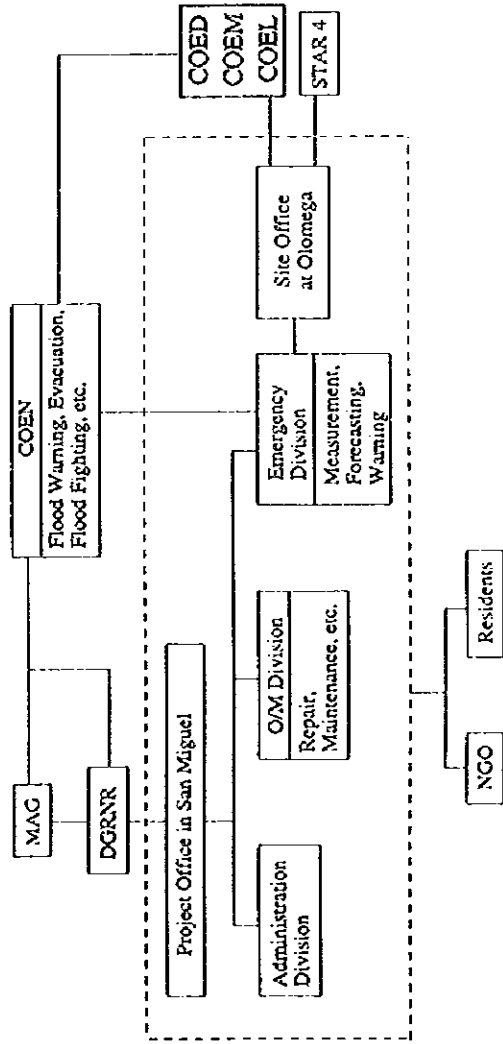 COEN
Flood Warning, Evacuation,
Flood Fighting, etc.
MAG
DGRNR
COED
COEM
COEL
STAR 4
Project Office in San Miguel
Administration
Division
O/M Division
Repair,
Maintenance, etc.
Emergency
Division
Measurement,
Forecasting,
Warning
Site Office
at Olomega
NGO
Residents